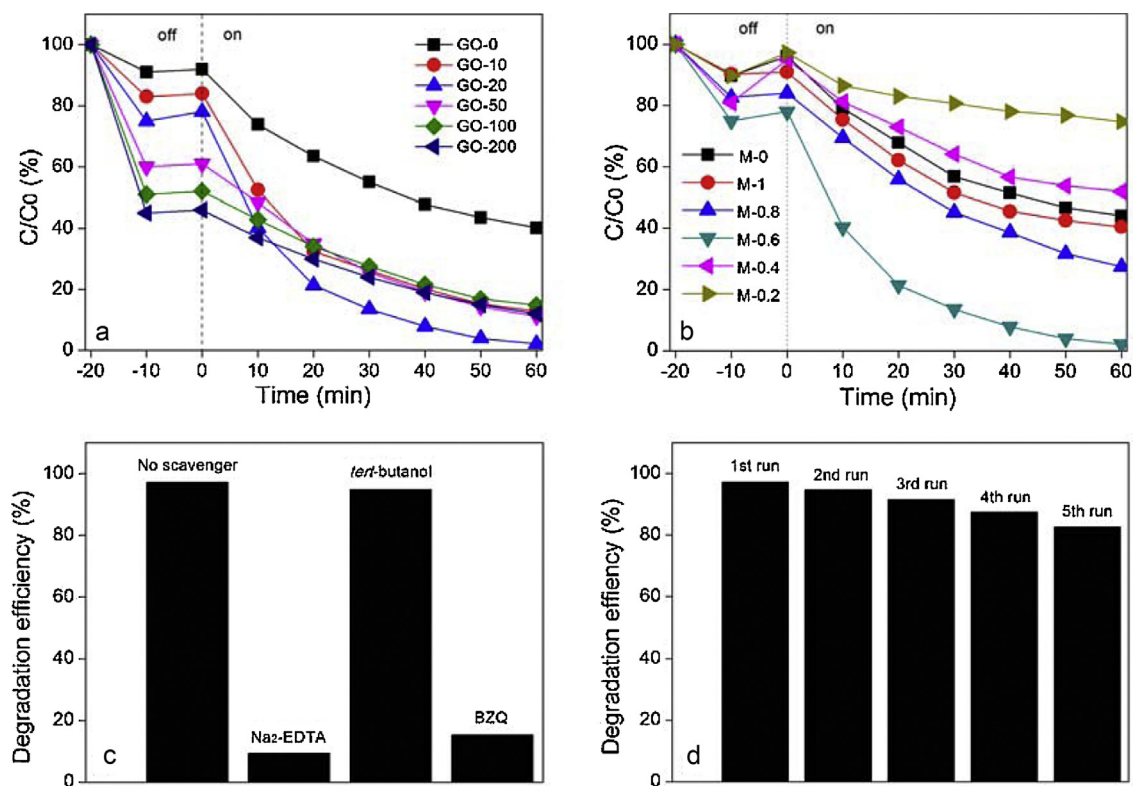 off on
GO-0
GO-10
GO-20
GO-50
GO-100
GO-200
100
80
60
40
20
0
C/C0 (%)
a
-20 -10 0 10 20 30 40 50 60
Time (min)
off on
M-0
M-1
M-0.8
M-0.6
M-0.4
M-0.2
100
80
60
40
20
0
C/C0 (%)
b
-20 -10 0 10 20 30 40 50 60
Time (min)
No scavenger
Na2-EDTA
tert-butanol
BZQ
100
80
60
40
20
0
Degradation efficiency (%)
c
1st run
2nd run
3rd run
4th run
5th run
100
80
60
40
20
0
Degradation effiency (%)
d